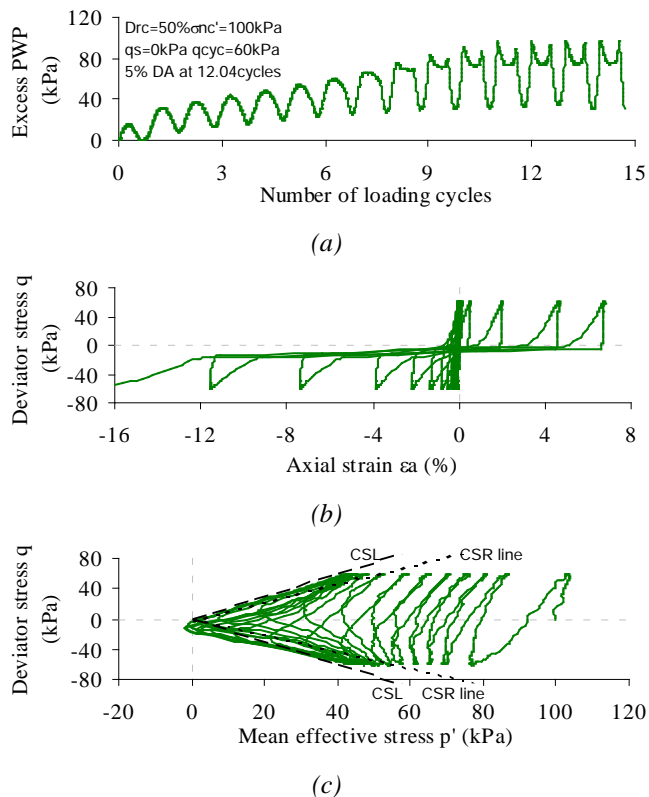 Excess PWP
(kPa)
120
80
40
0
Drc=50%σnc'=100kPa
qs=0kPa qcyc=60kPa
5% DA at 12.04cycles
0 3 6 9 12 15
Number of loading cycles
(a)
Deviator stress q
(kPa)
80
40
0
-40
-80
-16 -12 -8 -4 0 4 8
Axial strain εa (%)
(b)
Deviator stress q
(kPa)
80
40
0
-40
-80
CSL
CSR line
CSL
CSR line
-20 0 20 40 60 80 100 120
Mean effective stress p' (kPa)
(c)